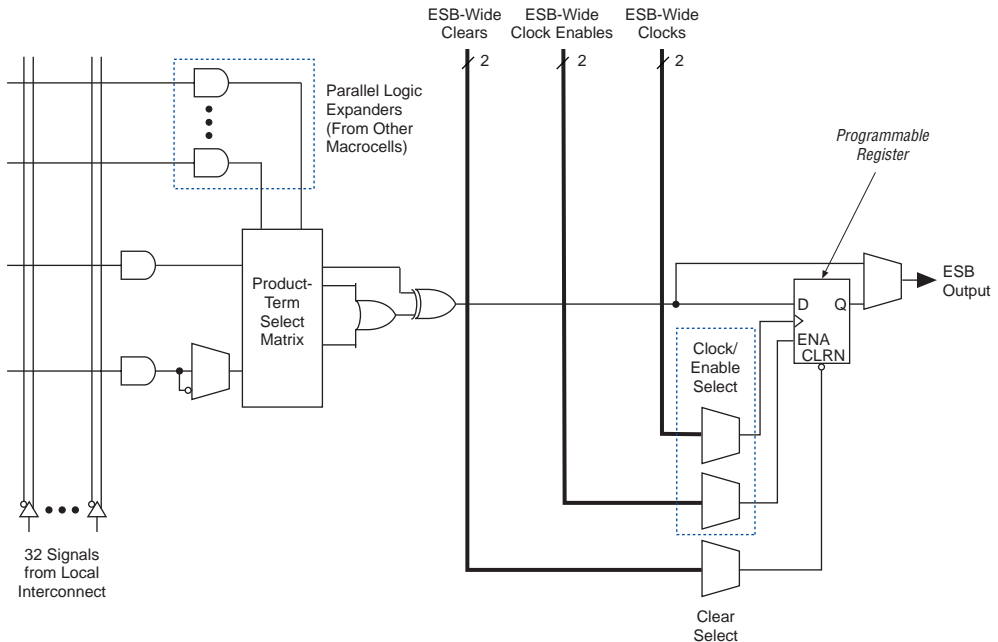 ESB-Wide
Clears
ESB-Wide
Clock Enables
ESB-Wide
Clocks
2
2
2
Parallel Logic
Expanders
(From Other
Macrocells)
Programmable
Register
Product-
Term
Select
Matrix
ESB
Output
D
Q
ENA
CLRN
Clock/
Enable
Select
32 Signals
from Local
Interconnect
Clear
Select